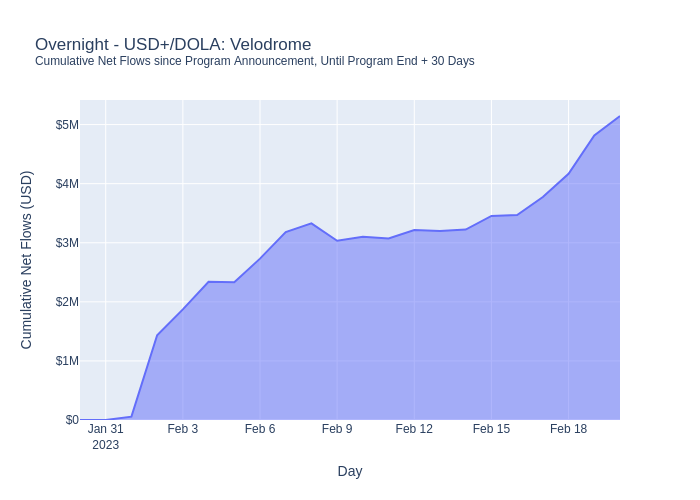 Overnight - USD+/DOLA: Velodrome
Cumulative Net Flows since Program Announcement, Until Program End + 30 Days
Cumulative Net Flows (USD)
$5M
$4M
$3M
$2M
$1M
$0
Jan 31 Feb 3 Feb 6 Feb 9 Feb 12 Feb 15 Feb 18
2023
Day